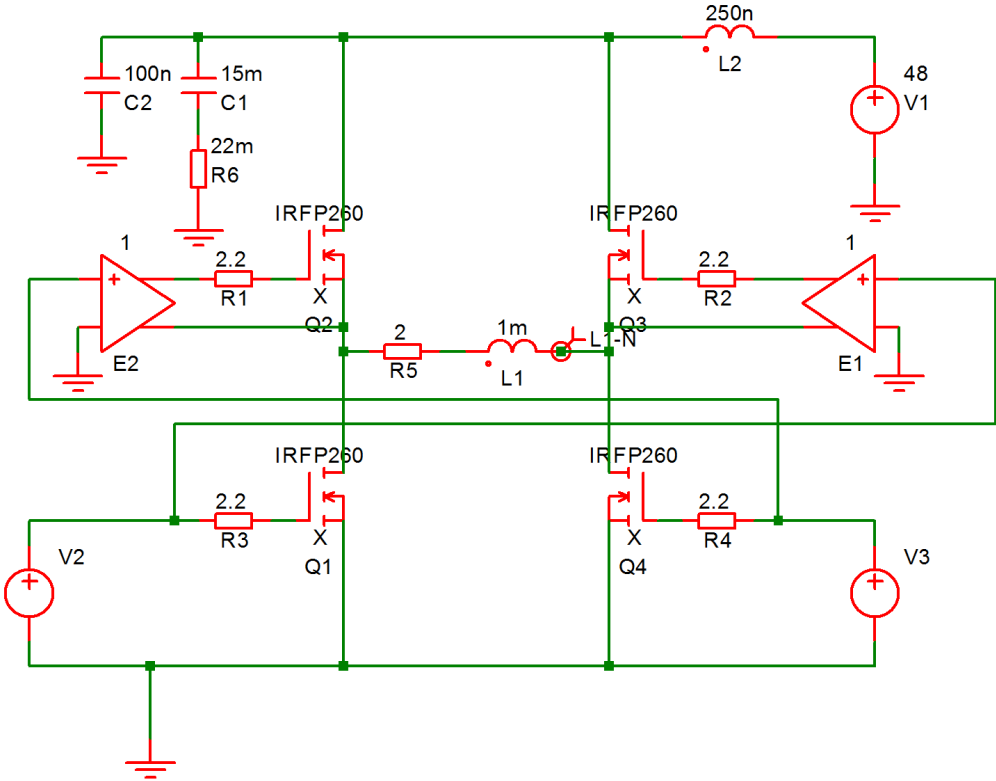 250n
L2
100n
C2
15m
C1
48
V1
22m
R6
IRFP260
IRFP260
1
2.2
R1
X
Q2
2.2
R2
X
Q3
1
E2
E1
2
R5
1m
L1
L1-N
IRFP260
IRFP260
2.2
R3
X
Q1
2.2
R4
X
Q4
V2
V3